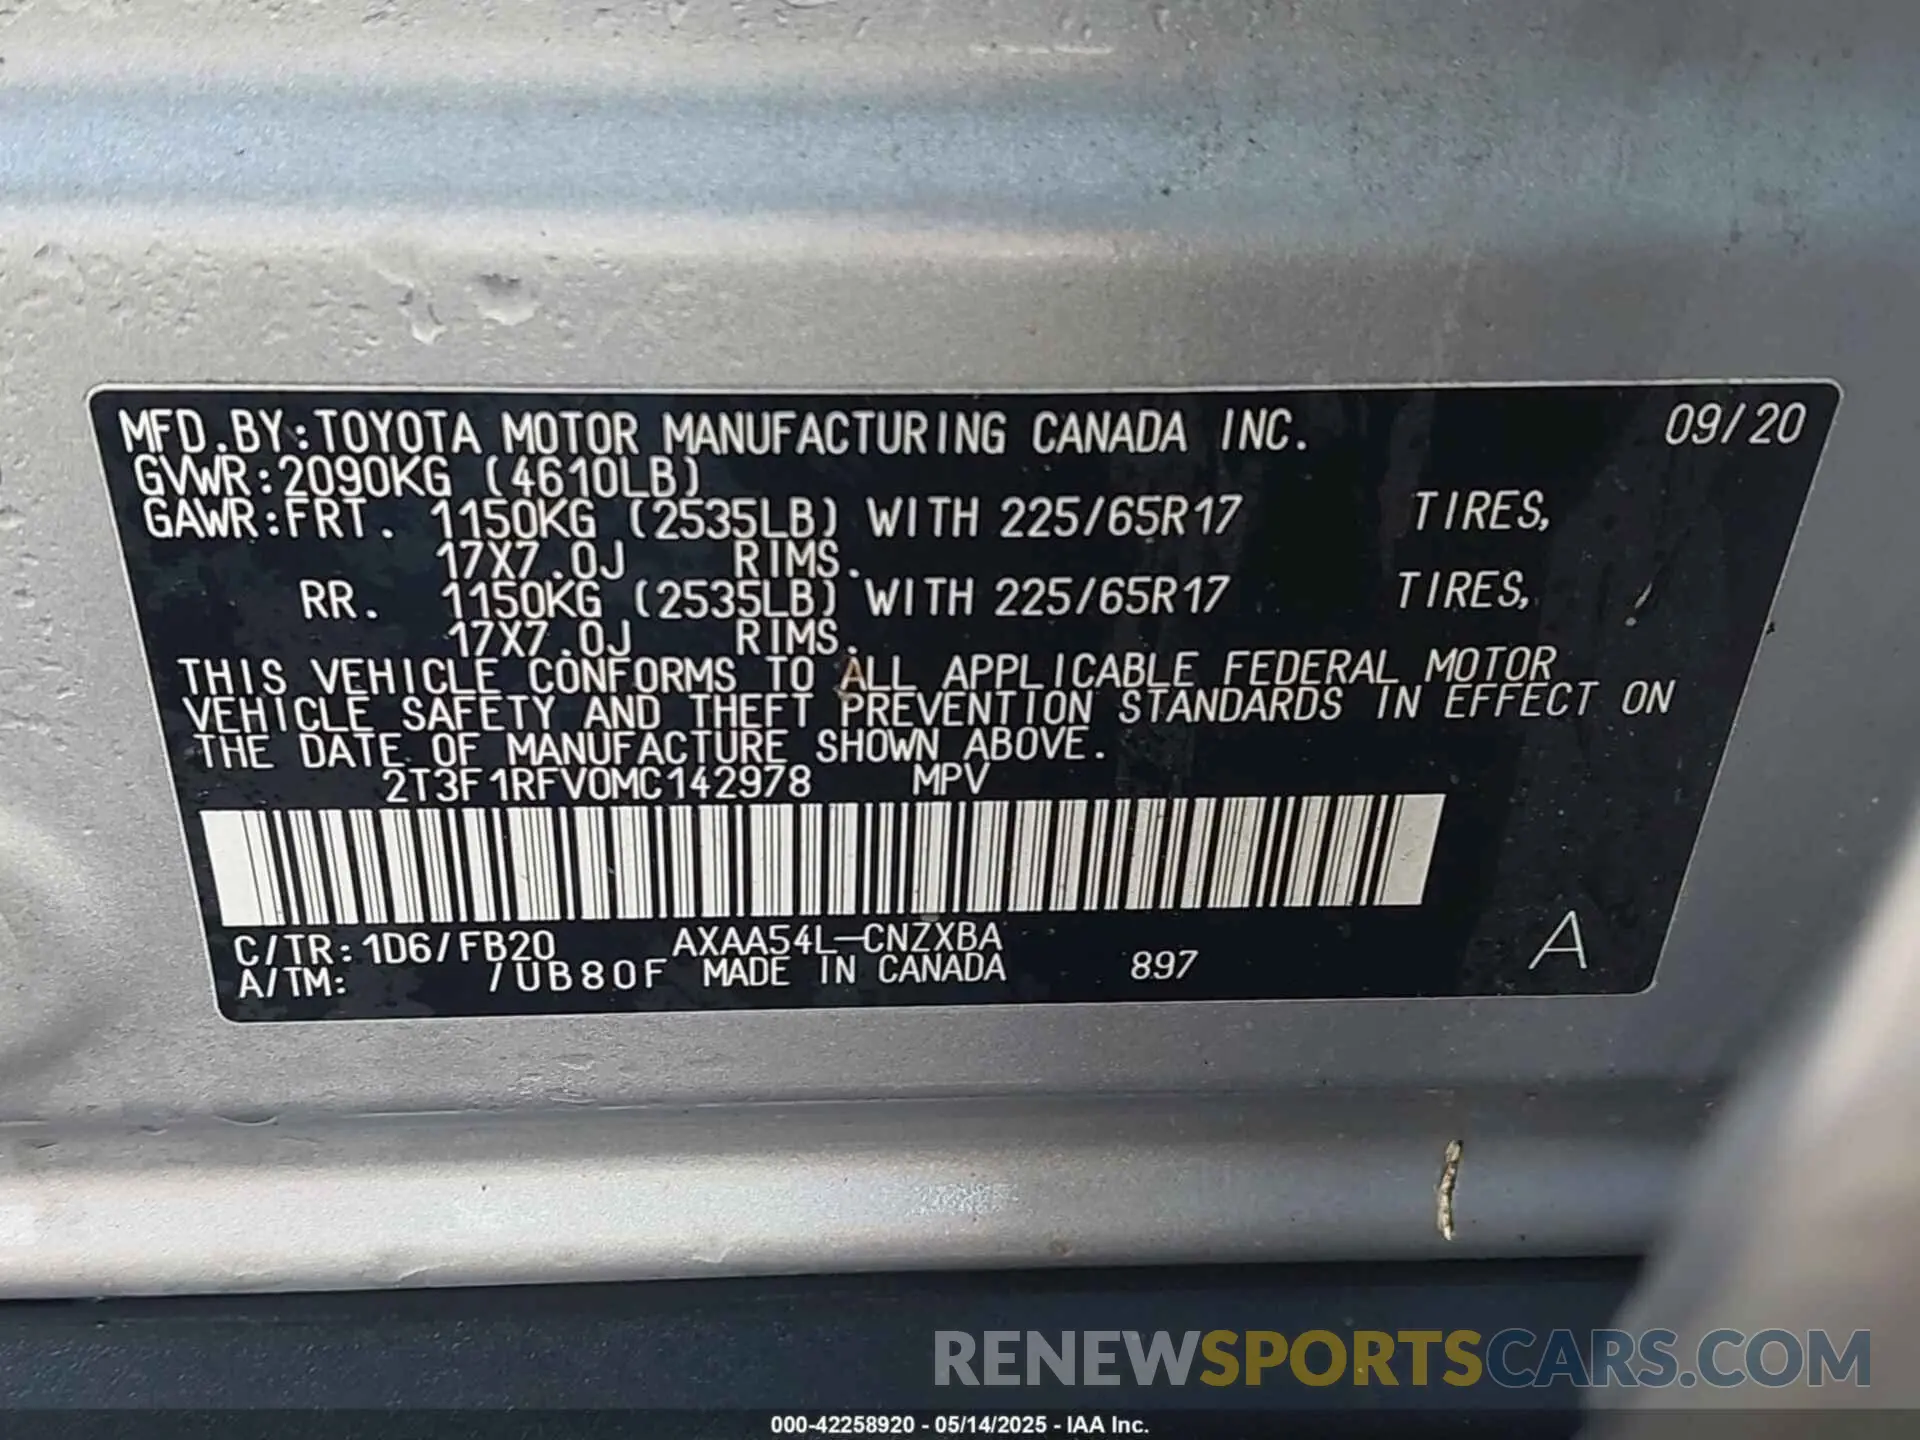 MFD.BY:TOYOTA MOTOR MANUFACTURING CANADA INC. 09/20
GVWR:2090KG (4610LB)
GAWR:FRT. 1150KG (2535LB) WITH 225/65R17 TIRES,
17X7.0J RIMS.
RR. 1150KG (2535LB) WITH 225/65R17 TIRES,
17X7.0J RIMS.
THIS VEHICLE CONFORMS TO ALL APPLICABLE FEDERAL MOTOR
VEHICLE SAFETY AND THEFT PREVENTION STANDARDS IN EFFECT ON
THE DATE OF MANUFACTURE SHOWN ABOVE.
2T3F1RFV0MC142978 MPV
C/TR:1D6/FB20 AXAA54L-CNZXBA
A/TM: /UB80F MADE IN CANADA 897 A
RENEWSPORTSCARS.COM
000-42258920 - 05/14/2025 - IAA Inc.